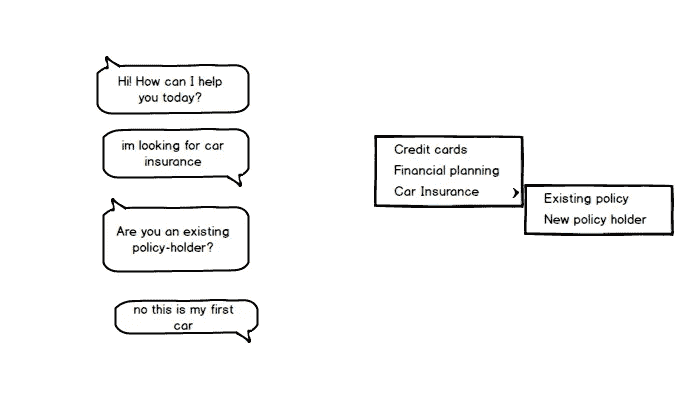 Hi! How can I help
you today?
im looking for car
insurance
Are you an existing
policy-holder?
no this is my first
car
Credit cards
Financial planning
Car Insurance
Existing policy
New policy holder